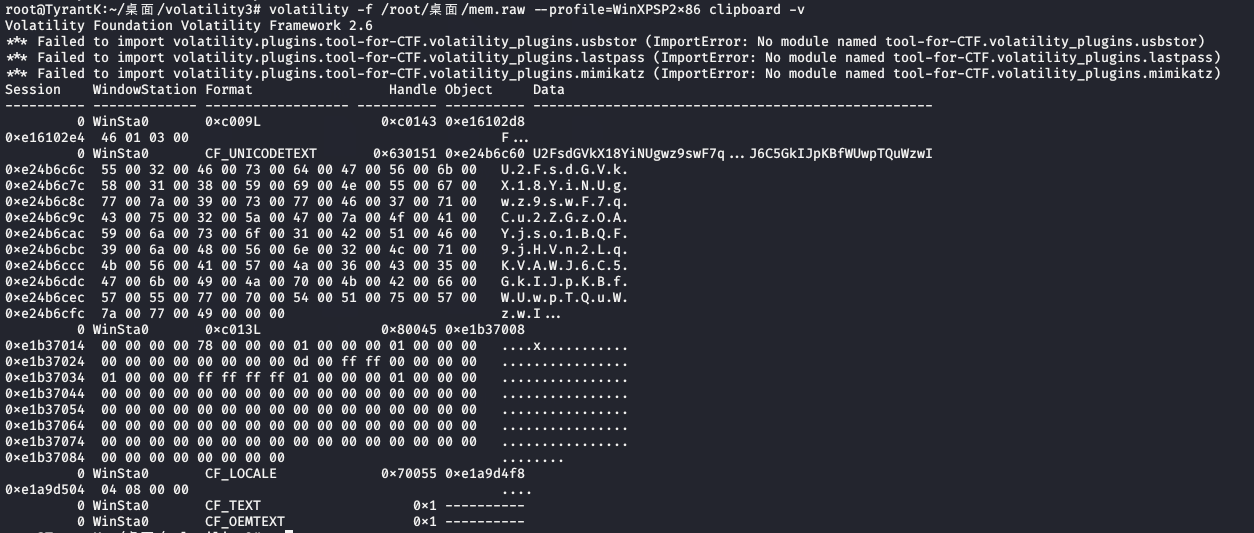 root@TyrantK:~/桌面/volatility3# volatility -f /root/桌面/mem.raw --profile=WinXPSP2×86 clipboard -v
Volatility Foundation Volatility Framework 2.6
*** Failed to import volatility.plugins.tool-for-CTF.volatility_plugins.usbstor (ImportError: No module named tool-for-CTF.volatility_plugins.usbstor)
*** Failed to import volatility.plugins.tool-for-CTF.volatility_plugins.lastpass (ImportError: No module named tool-for-CTF.volatility_plugins.lastpass)
*** Failed to import volatility.plugins.tool-for-CTF.volatility_plugins.mimikatz (ImportError: No module named tool-for-CTF.volatility_plugins.mimikatz)
Session    WindowStation Format                 Handle Object     Data
---------- ------------- ------------------ ---------- ---------- --------------------------------------------------
         0 WinSta0       0×c009L               0×c0143 0×e16102d8
0×e16102e4  46 01 03 00                                       F...
         0 WinSta0       CF_UNICODETEXT       0×630151 0×e24b6c60 U2FsdGVkX18YiNUgwz9swF7q...J6C5GkIJpKBfWUwpTQuWzwI
0×e24b6c6c  55 00 32 00 46 00 73 00 64 00 47 00 56 00 6b 00   U.2.F.s.d.G.V.k.
0×e24b6c7c  58 00 31 00 38 00 59 00 69 00 4e 00 55 00 67 00   X.1.8.Y.i.N.U.g.
0×e24b6c8c  77 00 7a 00 39 00 73 00 77 00 46 00 37 00 71 00   w.z.9.s.w.F.7.q.
0×e24b6c9c  43 00 75 00 32 00 5a 00 47 00 7a 00 4f 00 41 00   C.u.2.Z.G.z.O.A.
0×e24b6cac  59 00 6a 00 73 00 6f 00 31 00 42 00 51 00 46 00   Y.j.s.o.1.B.Q.F.
0×e24b6cbc  39 00 6a 00 48 00 56 00 6e 00 32 00 4c 00 71 00   9.j.H.V.n.2.L.q.
0×e24b6ccc  4b 00 56 00 41 00 57 00 4a 00 36 00 43 00 35 00   K.V.A.W.J.6.C.5.
0×e24b6cdc  47 00 6b 00 49 00 4a 00 70 00 4b 00 42 00 66 00   G.k.I.J.p.K.B.f.
0×e24b6cec  57 00 55 00 77 00 70 00 54 00 51 00 75 00 57 00   W.U.w.p.T.Q.u.W.
0×e24b6cfc  7a 00 77 00 49 00 00 00                           z.w.I...
         0 WinSta0       0×c013L               0×80045 0×e1b37008
0×e1b37014  00 00 00 00 78 00 00 00 01 00 00 00 01 00 00 00   ....x...........
0×e1b37024  00 00 00 00 00 00 00 00 0d 00 ff ff 00 00 00 00   ................
0×e1b37034  01 00 00 00 ff ff ff ff 01 00 00 00 01 00 00 00   ................
0×e1b37044  00 00 00 00 00 00 00 00 00 00 00 00 00 00 00 00   ................
0×e1b37054  00 00 00 00 00 00 00 00 00 00 00 00 00 00 00 00   ................
0×e1b37064  00 00 00 00 00 00 00 00 00 00 00 00 00 00 00 00   ................
0×e1b37074  00 00 00 00 00 00 00 00 00 00 00 00 00 00 00 00   ................
0×e1b37084  00 00 00 00 00 00 00 00                           ........
         0 WinSta0       CF_LOCALE             0×70055 0×e1a9d4f8
0×e1a9d504  04 08 00 00                                       ....
         0 WinSta0       CF_TEXT                   0×1 ----------
         0 WinSta0       CF_OEMTEXT                0×1 ----------